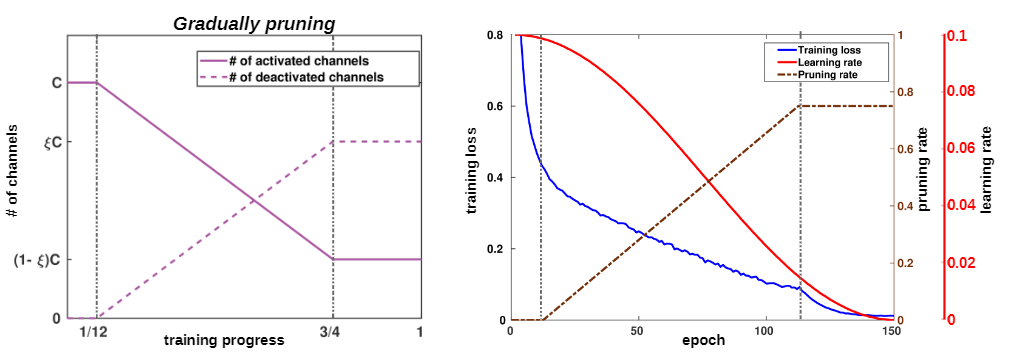 Gradually pruning
# of activated channels
# of deactivated channels
# of channels
C
ξC
(1- ξ)C
0
1/12
3/4
1
training progress
Training loss
Learning rate
Pruning rate
training loss
0.8
0.6
0.4
0.2
0
0
50
100
150
epoch
1
0.8
0.6
0.4
0.2
0
pruning rate
0.1
0.08
0.06
0.04
0.02
0
learning rate